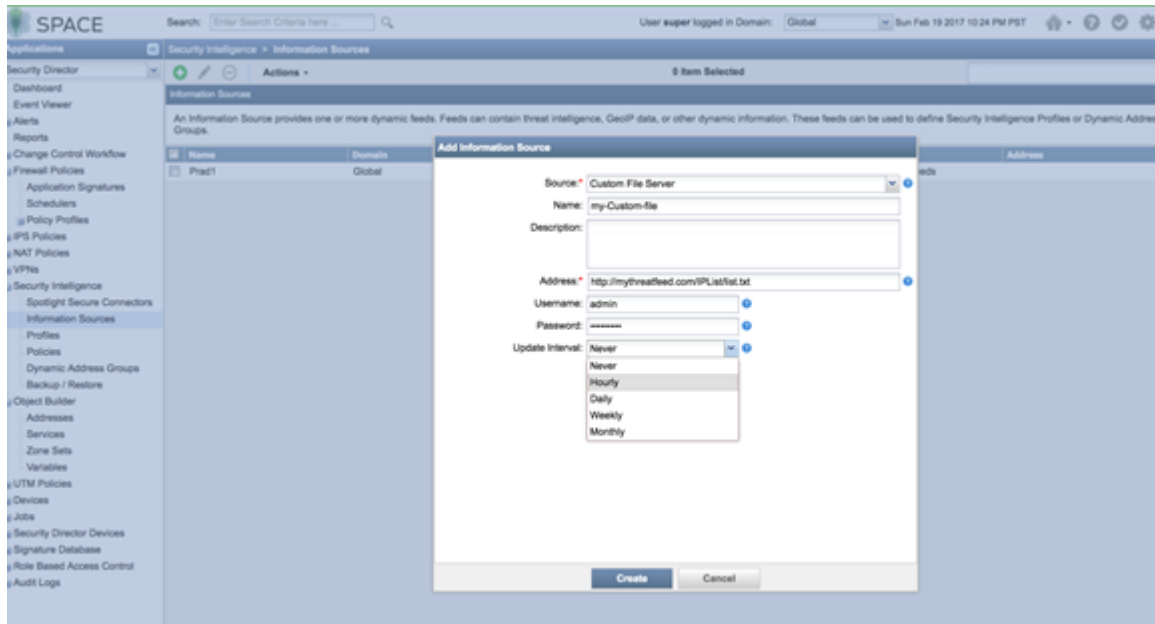 SPACE
Search: Enter Search Criteria here ...
User super logged in Domain: Global
Sun Feb 19 2017 10:24 PM PST
Applications
Security Intelligence > Information Sources
Security Director
Actions
0 Item Selected
Dashboard
Event Viewer
Alerts
Reports
Change Control Workflow
Firewall Policies
Application Signatures
Schedulers
Policy Profiles
IPS Policies
NAT Policies
VPNs
Security Intelligence
Spotlight Secure Connectors
Information Sources
Profiles
Policies
Dynamic Address Groups
Backup / Restore
Object Builder
Addresses
Services
Zone Sets
Variables
UTM Policies
Devices
Jobs
Security Director Devices
Signature Database
Role Based Access Control
Audit Logs
Information Sources
An Information Source provides one or more dynamic feeds. Feeds can contain threat intelligence, GeoIP data, or other dynamic information. These feeds can be used to define Security Intelligence Profiles or Dynamic Addres
Groups.
Name Domain Address
Prad1 Global eds
Add Information Source
Source:* Custom File Server
Name: my-Custom-file
Description:
Address:* http://mythreatfeed.com/IPList/list.txt
Username: admin
Password:
Update Interval: Never
Never
Hourly
Daily
Weekly
Monthly
Create Cancel